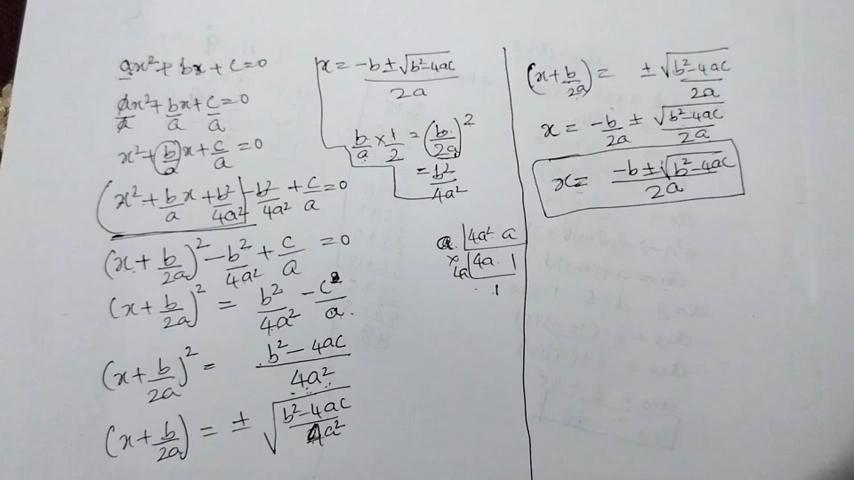 ax² + bx + c = 0
ax²/a + bx/a + c/a = 0
x² + (b/a)x + c/a = 0
(x² + b/a x + b²/4a²) - b²/4a² + c/a = 0
(x + b/2a)² - b²/4a² + c/a = 0
(x + b/2a)² = b²/4a² - c/a
(x + b/2a)² = b² - 4ac / 4a²
(x + b/2a) = ± √(b² - 4ac / 4a²)
x = -b ± √(b² - 4ac) / 2a
b/a × 1/2 = (b/2a)²
= b²/4a²
a | 4a² a
4a | 4a 1
1
(x + b/2a) = ± √(b² - 4ac) / 2a
x = -b/2a ± √(b² - 4ac) / 2a
x = -b ± √(b² - 4ac) / 2a